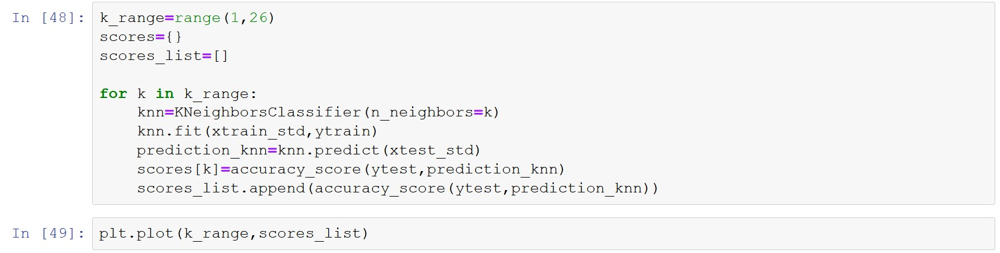 In [48]: k_range=range(1,26)
scores={}
scores_list=[]
for k in k_range:
    knn=KNeighborsClassifier(n_neighbors=k)
    knn.fit(xtrain_std,ytrain)
    prediction_knn=knn.predict(xtest_std)
    scores[k]=accuracy_score(ytest,prediction_knn)
    scores_list.append(accuracy_score(ytest,prediction_knn))
In [49]: plt.plot(k_range,scores_list)